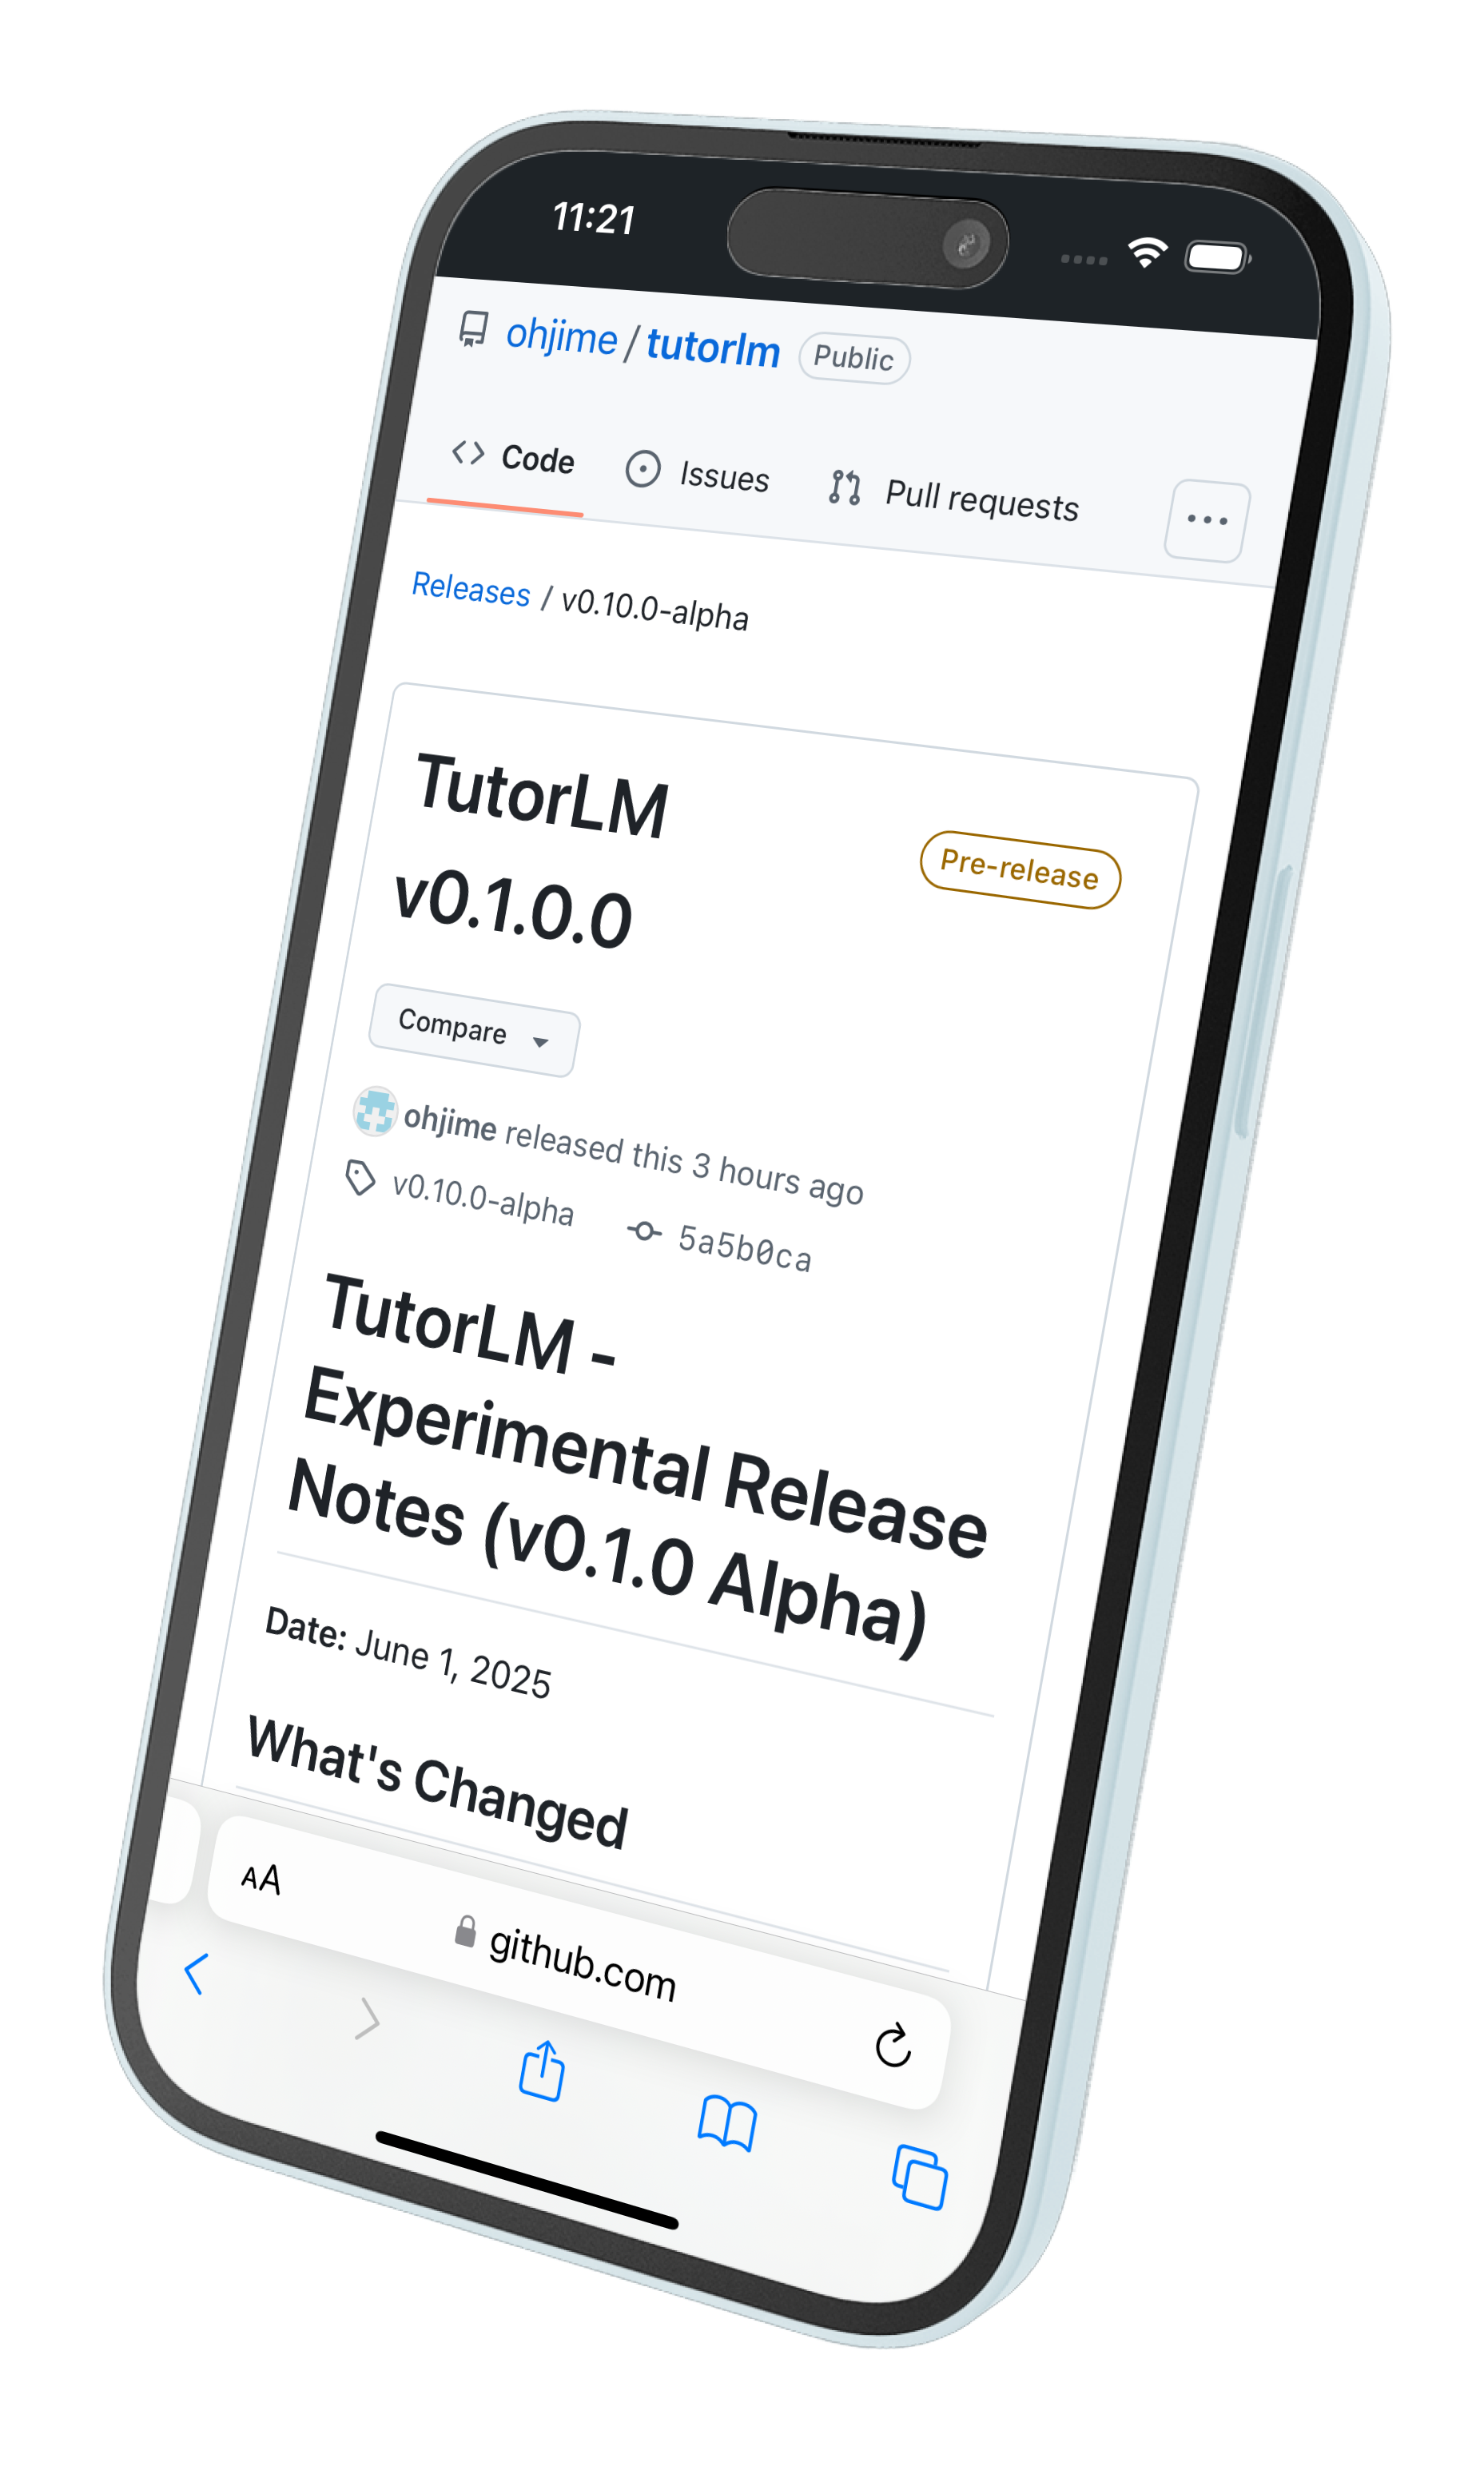 11:21
ohjime / tutorlm Public
Code Issues Pull requests
Releases / v0.10.0-alpha
TutorLM
v0.1.0.0
Pre-release
Compare
ohjime released this 3 hours ago
v0.10.0-alpha 5a5b0ca
TutorLM -
Experimental Release
Notes (v0.1.0 Alpha)
Date: June 1, 2025
What's Changed
AA
github.com